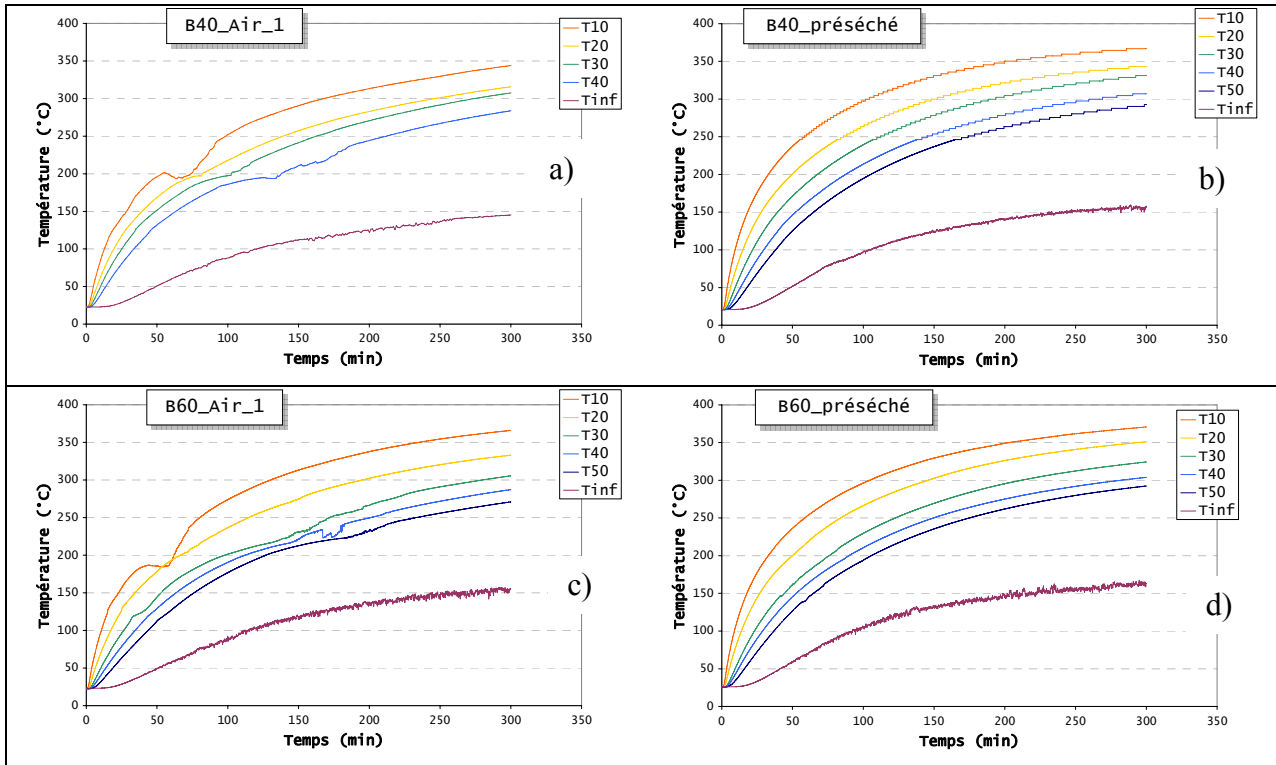 B40_Air_1
T10
T20
T30
T40
Tinf
400
350
300
250
200
150
100
50
0
Température (°C)
0 50 100 150 200 250 300 350
Temps (min)
a)
B40_préséché
T10
T20
T30
T40
T50
Tinf
400
350
300
250
200
150
100
50
0
Température (°C)
0 50 100 150 200 250 300 350
Temps (min)
b)
B60_Air_1
T10
T20
T30
T40
T50
Tinf
400
350
300
250
200
150
100
50
0
Température (°C)
0 50 100 150 200 250 300 350
Temps (min)
c)
B60_préséché
T10
T20
T30
T40
T50
Tinf
400
350
300
250
200
150
100
50
0
Température (°C)
0 50 100 150 200 250 300 350
Temps (min)
d)